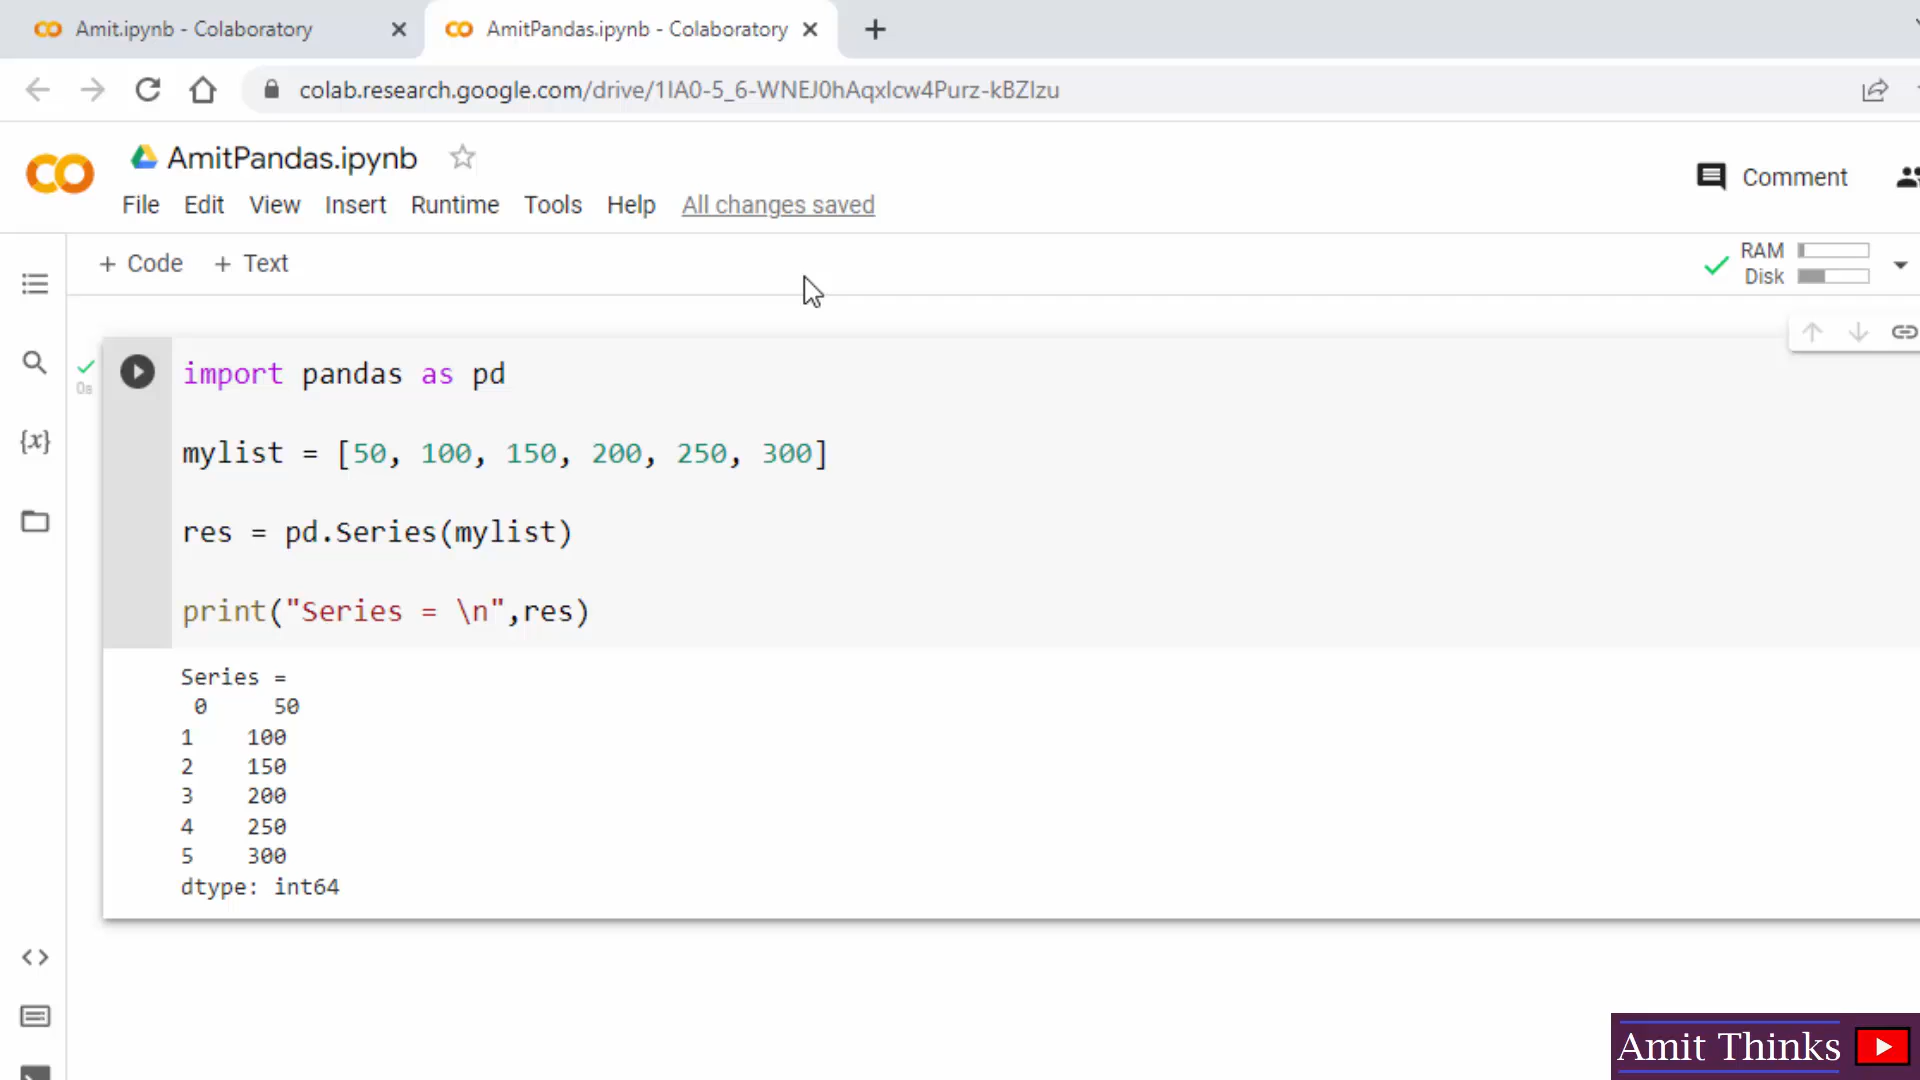 Amit.ipynb - Colaboratory
AmitPandas.ipynb - Colaboratory
colab.research.google.com/drive/1IA0-5_6-WNEJ0hAqxIcw4Purz-kBZIzu
AmitPandas.ipynb
Comment
File Edit View Insert Runtime Tools Help All changes saved
+ Code + Text
RAM
Disk
0s
import pandas as pd
mylist = [50, 100, 150, 200, 250, 300]
res = pd.Series(mylist)
print("Series = \n",res)
Series =
0 50
1 100
2 150
3 200
4 250
5 300
dtype: int64
{x}
Amit Thinks